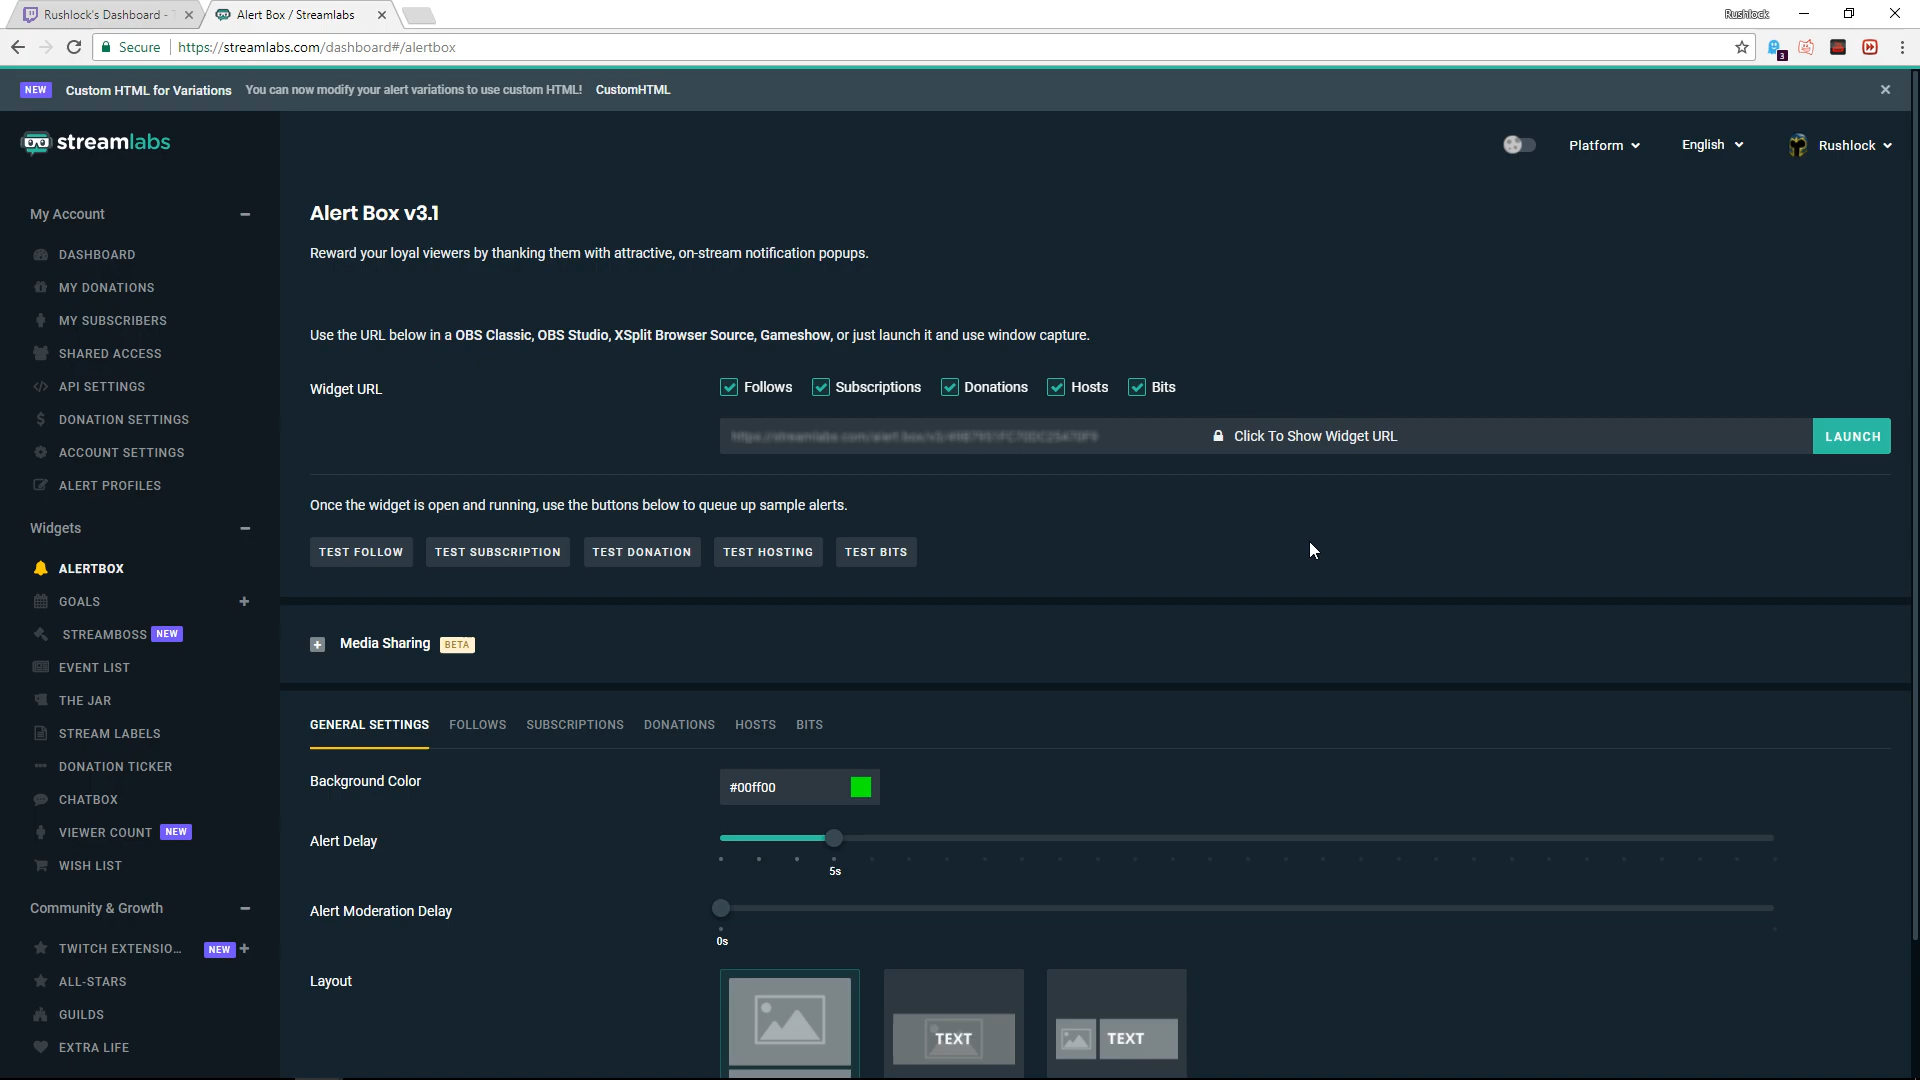 Rushlock's Dashboard -
Alert Box / Streamlabs
Rushlock
Secure
https://streamlabs.com/dashboard#/alertbox
3
NEW Custom HTML for Variations You can now modify your alert variations to use custom HTML! CustomHTML
streamlabs
Platform
English
Rushlock
My Account
DASHBOARD
MY DONATIONS
MY SUBSCRIBERS
SHARED ACCESS
API SETTINGS
DONATION SETTINGS
ACCOUNT SETTINGS
ALERT PROFILES
Widgets
ALERTBOX
GOALS
STREAMBOSS NEW
EVENT LIST
THE JAR
STREAM LABELS
DONATION TICKER
CHATBOX
VIEWER COUNT NEW
WISH LIST
Community & Growth
TWITCH EXTENSIO... NEW
ALL-STARS
GUILDS
EXTRA LIFE
Alert Box v3.1
Reward your loyal viewers by thanking them with attractive, on-stream notification popups.
Use the URL below in a OBS Classic, OBS Studio, XSplit Browser Source, Gameshow, or just launch it and use window capture.
Widget URL
Follows Subscriptions Donations Hosts Bits
Click To Show Widget URL
LAUNCH
Once the widget is open and running, use the buttons below to queue up sample alerts.
TEST FOLLOW TEST SUBSCRIPTION TEST DONATION TEST HOSTING TEST BITS
Media Sharing BETA
GENERAL SETTINGS FOLLOWS SUBSCRIPTIONS DONATIONS HOSTS BITS
Background Color
#00ff00
Alert Delay
5s
Alert Moderation Delay
0s
Layout
TEXT
TEXT